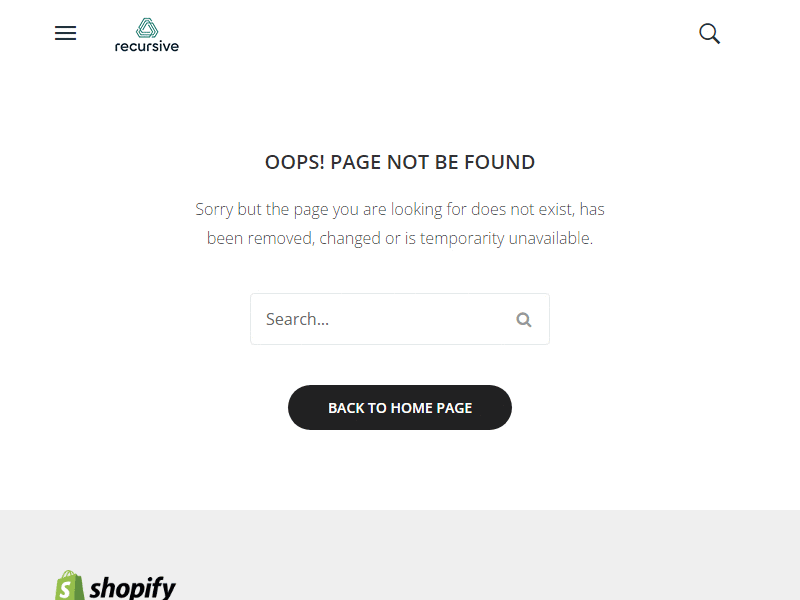 recursive
OOPS! PAGE NOT BE FOUND
Sorry but the page you are looking for does not exist, has
been removed, changed or is temporarity unavailable.
Search...
BACK TO HOME PAGE
S shopify